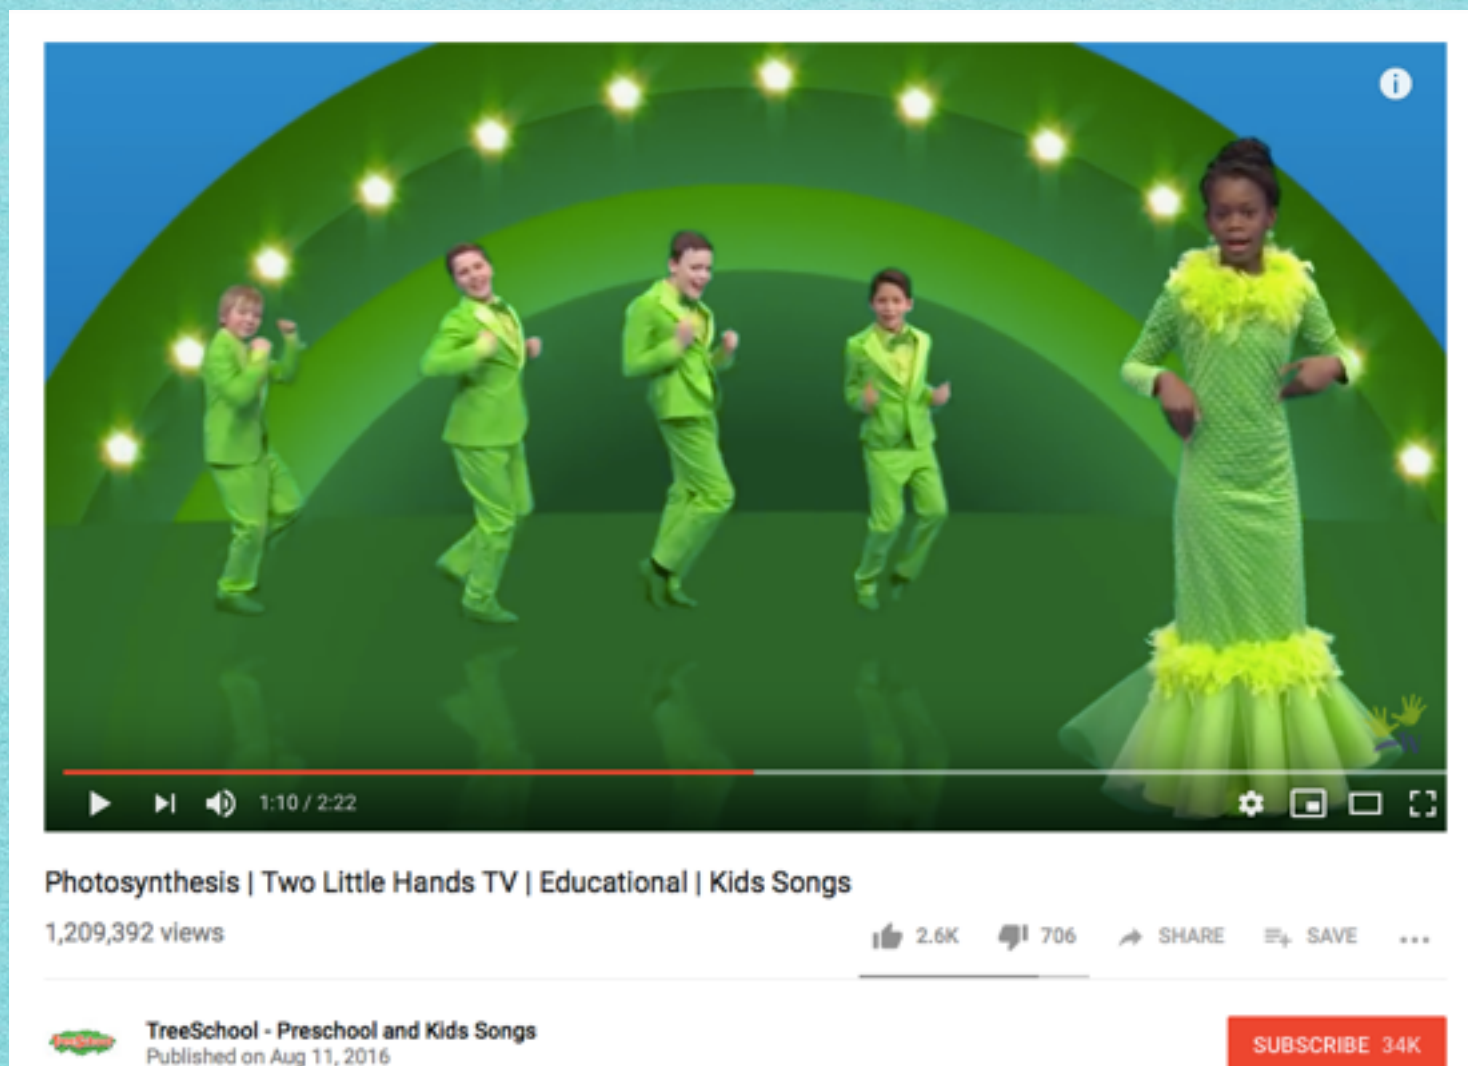 1:10 / 2:22
Photosynthesis | Two Little Hands TV | Educational | Kids Songs
1,209,392 views
2.6K 706 SHARE SAVE
TreeSchool
TreeSchool - Preschool and Kids Songs
Published on Aug 11, 2016
SUBSCRIBE 34K